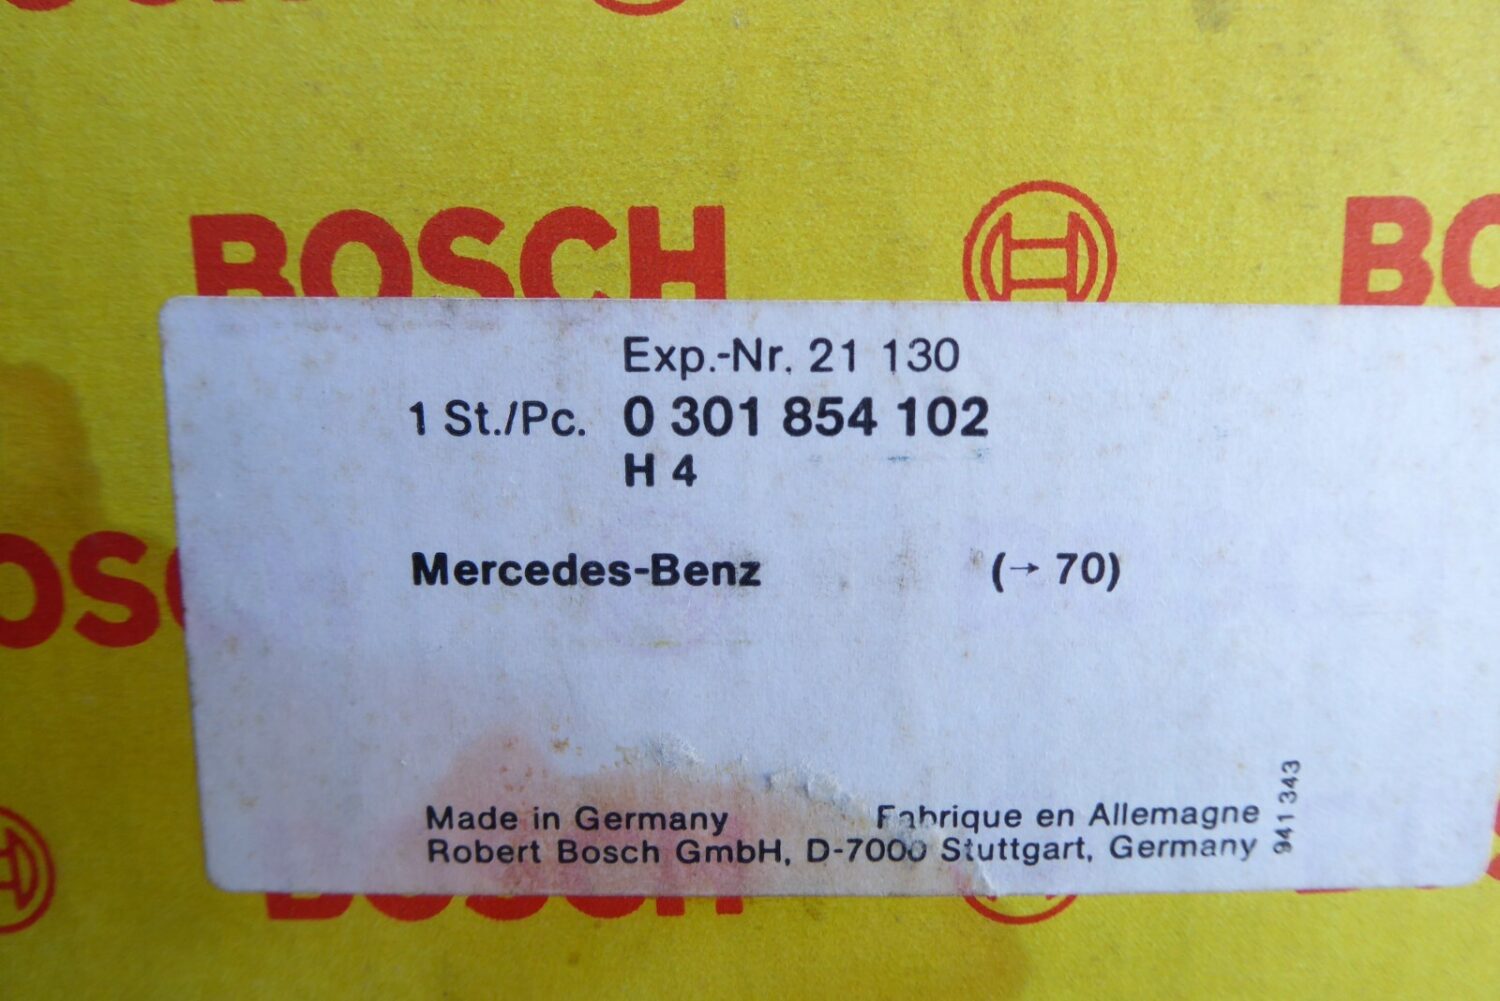 BOSCH
Exp.-Nr. 21 130
1 St./Pc. 0 301 854 102
H 4
Mercedes-Benz (→ 70)
Made in Germany Fabrique en Allemagne
Robert Bosch GmbH, D-7000 Stuttgart, Germany
941 343